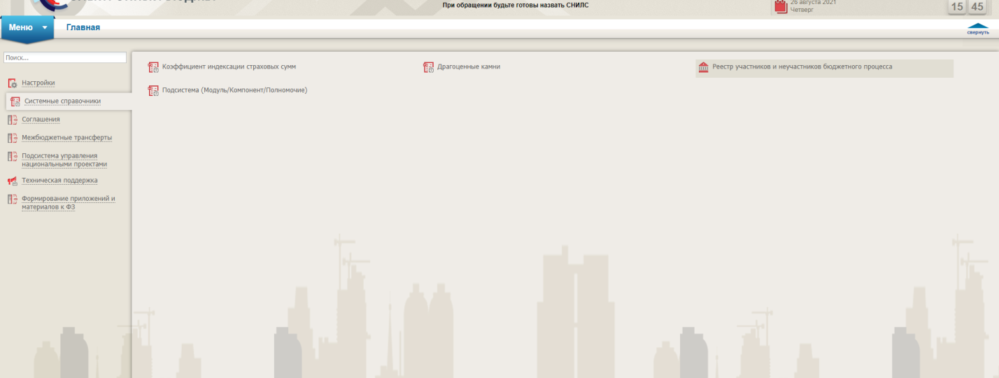 При обращении будьте готовы назвать СНИЛС
26 августа 2021
Четверг
15 45
Меню
Главная
свернуть
Поиск...
Коэффициент индексации страховых сумм
Драгоценные камни
Реестр участников и неучастников бюджетного процесса
Подсистема (Модуль/Компонент/Полномочие)
Настройки
Системные справочники
Соглашения
Межбюджетные трансферты
Подсистема управления
национальными проектами
Техническая поддержка
Формирование приложений и
материалов к ФЗ